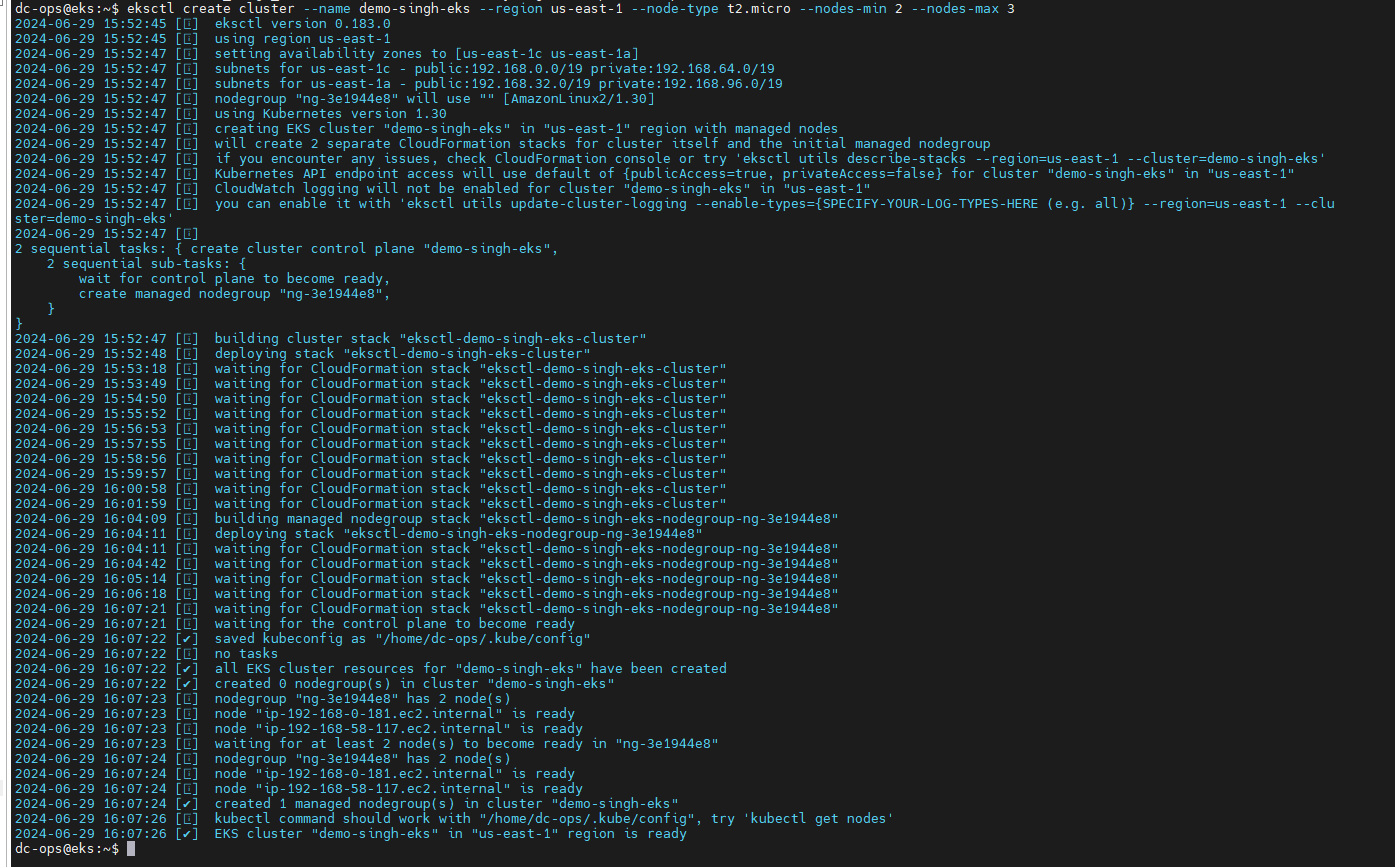 dc-ops@eks:~$ eksctl create cluster --name demo-singh-eks --region us-east-1 --node-type t2.micro --nodes-min 2 --nodes-max 3
2024-06-29 15:52:45 [ℹ]  eksctl version 0.183.0
2024-06-29 15:52:45 [ℹ]  using region us-east-1
2024-06-29 15:52:47 [ℹ]  setting availability zones to [us-east-1c us-east-1a]
2024-06-29 15:52:47 [ℹ]  subnets for us-east-1c - public:192.168.0.0/19 private:192.168.64.0/19
2024-06-29 15:52:47 [ℹ]  subnets for us-east-1a - public:192.168.32.0/19 private:192.168.96.0/19
2024-06-29 15:52:47 [ℹ]  nodegroup "ng-3e1944e8" will use "" [AmazonLinux2/1.30]
2024-06-29 15:52:47 [ℹ]  using Kubernetes version 1.30
2024-06-29 15:52:47 [ℹ]  creating EKS cluster "demo-singh-eks" in "us-east-1" region with managed nodes
2024-06-29 15:52:47 [ℹ]  will create 2 separate CloudFormation stacks for cluster itself and the initial managed nodegroup
2024-06-29 15:52:47 [ℹ]  if you encounter any issues, check CloudFormation console or try 'eksctl utils describe-stacks --region=us-east-1 --cluster=demo-singh-eks'
2024-06-29 15:52:47 [ℹ]  Kubernetes API endpoint access will use default of {publicAccess=true, privateAccess=false} for cluster "demo-singh-eks" in "us-east-1"
2024-06-29 15:52:47 [ℹ]  CloudWatch logging will not be enabled for cluster "demo-singh-eks" in "us-east-1"
2024-06-29 15:52:47 [ℹ]  you can enable it with 'eksctl utils update-cluster-logging --enable-types={SPECIFY-YOUR-LOG-TYPES-HERE (e.g. all)} --region=us-east-1 --clu
ster=demo-singh-eks'
2024-06-29 15:52:47 [ℹ]
2 sequential tasks: { create cluster control plane "demo-singh-eks",
    2 sequential sub-tasks: {
        wait for control plane to become ready,
        create managed nodegroup "ng-3e1944e8",
    }
}
2024-06-29 15:52:47 [ℹ]  building cluster stack "eksctl-demo-singh-eks-cluster"
2024-06-29 15:52:48 [ℹ]  deploying stack "eksctl-demo-singh-eks-cluster"
2024-06-29 15:53:18 [ℹ]  waiting for CloudFormation stack "eksctl-demo-singh-eks-cluster"
2024-06-29 15:53:49 [ℹ]  waiting for CloudFormation stack "eksctl-demo-singh-eks-cluster"
2024-06-29 15:54:50 [ℹ]  waiting for CloudFormation stack "eksctl-demo-singh-eks-cluster"
2024-06-29 15:55:52 [ℹ]  waiting for CloudFormation stack "eksctl-demo-singh-eks-cluster"
2024-06-29 15:56:53 [ℹ]  waiting for CloudFormation stack "eksctl-demo-singh-eks-cluster"
2024-06-29 15:57:55 [ℹ]  waiting for CloudFormation stack "eksctl-demo-singh-eks-cluster"
2024-06-29 15:58:56 [ℹ]  waiting for CloudFormation stack "eksctl-demo-singh-eks-cluster"
2024-06-29 15:59:57 [ℹ]  waiting for CloudFormation stack "eksctl-demo-singh-eks-cluster"
2024-06-29 16:00:58 [ℹ]  waiting for CloudFormation stack "eksctl-demo-singh-eks-cluster"
2024-06-29 16:01:59 [ℹ]  waiting for CloudFormation stack "eksctl-demo-singh-eks-cluster"
2024-06-29 16:04:09 [ℹ]  building managed nodegroup stack "eksctl-demo-singh-eks-nodegroup-ng-3e1944e8"
2024-06-29 16:04:11 [ℹ]  deploying stack "eksctl-demo-singh-eks-nodegroup-ng-3e1944e8"
2024-06-29 16:04:11 [ℹ]  waiting for CloudFormation stack "eksctl-demo-singh-eks-nodegroup-ng-3e1944e8"
2024-06-29 16:04:42 [ℹ]  waiting for CloudFormation stack "eksctl-demo-singh-eks-nodegroup-ng-3e1944e8"
2024-06-29 16:05:14 [ℹ]  waiting for CloudFormation stack "eksctl-demo-singh-eks-nodegroup-ng-3e1944e8"
2024-06-29 16:06:18 [ℹ]  waiting for CloudFormation stack "eksctl-demo-singh-eks-nodegroup-ng-3e1944e8"
2024-06-29 16:07:21 [ℹ]  waiting for CloudFormation stack "eksctl-demo-singh-eks-nodegroup-ng-3e1944e8"
2024-06-29 16:07:21 [ℹ]  waiting for the control plane to become ready
2024-06-29 16:07:22 [✔]  saved kubeconfig as "/home/dc-ops/.kube/config"
2024-06-29 16:07:22 [ℹ]  no tasks
2024-06-29 16:07:22 [✔]  all EKS cluster resources for "demo-singh-eks" have been created
2024-06-29 16:07:22 [✔]  created 0 nodegroup(s) in cluster "demo-singh-eks"
2024-06-29 16:07:23 [ℹ]  nodegroup "ng-3e1944e8" has 2 node(s)
2024-06-29 16:07:23 [ℹ]  node "ip-192-168-0-181.ec2.internal" is ready
2024-06-29 16:07:23 [ℹ]  node "ip-192-168-58-117.ec2.internal" is ready
2024-06-29 16:07:23 [ℹ]  waiting for at least 2 node(s) to become ready in "ng-3e1944e8"
2024-06-29 16:07:24 [ℹ]  nodegroup "ng-3e1944e8" has 2 node(s)
2024-06-29 16:07:24 [ℹ]  node "ip-192-168-0-181.ec2.internal" is ready
2024-06-29 16:07:24 [ℹ]  node "ip-192-168-58-117.ec2.internal" is ready
2024-06-29 16:07:24 [✔]  created 1 managed nodegroup(s) in cluster "demo-singh-eks"
2024-06-29 16:07:26 [ℹ]  kubectl command should work with "/home/dc-ops/.kube/config", try 'kubectl get nodes'
2024-06-29 16:07:26 [✔]  EKS cluster "demo-singh-eks" in "us-east-1" region is ready
dc-ops@eks:~$